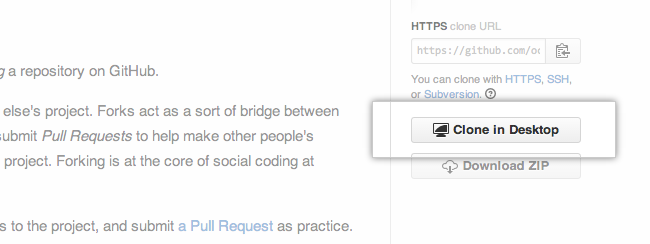 g a repository on GitHub.
else's project. Forks act as a sort of bridge between
submit Pull Requests to help make other people's
project. Forking is at the core of social coding at
s to the project, and submit a Pull Request as practice.
HTTPS clone URL
https://github.com/oc
You can clone with HTTPS, SSH,
or Subversion.
Clone in Desktop
Download ZIP